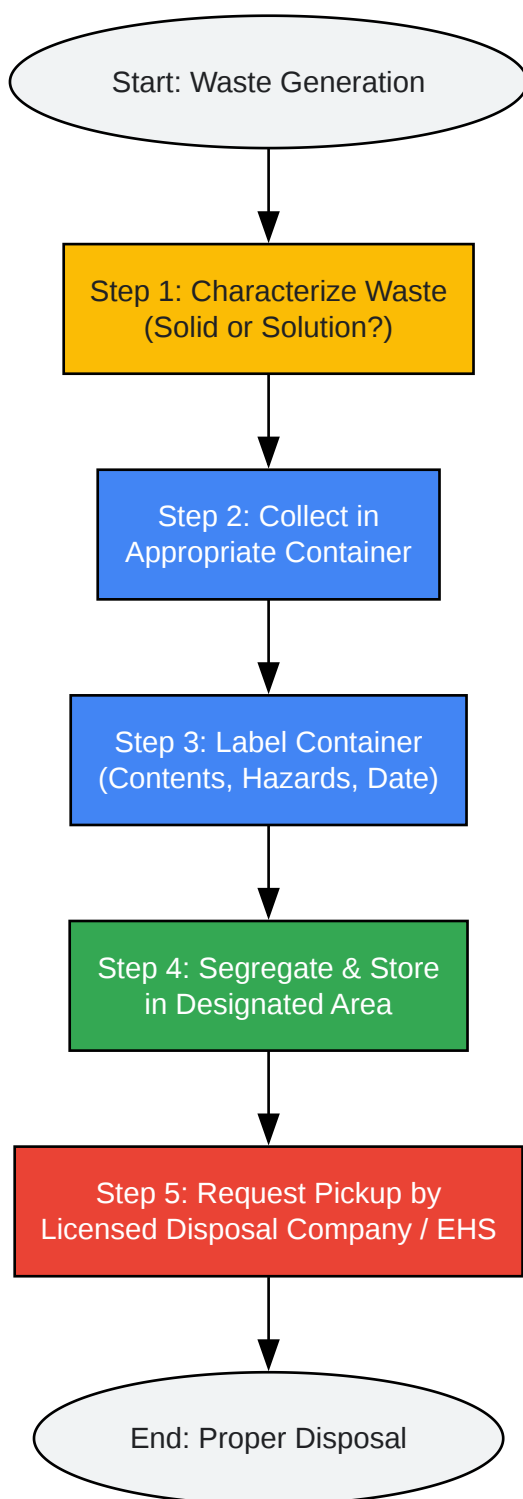 Start: Waste Generation
Step 1: Characterize Waste
(Solid or Solution?)
Step 2: Collect in
Appropriate Container
Step 3: Label Container
(Contents, Hazards, Date)
Step 4: Segregate & Store
in Designated Area
Step 5: Request Pickup by
Licensed Disposal Company / EHS
End: Proper Disposal